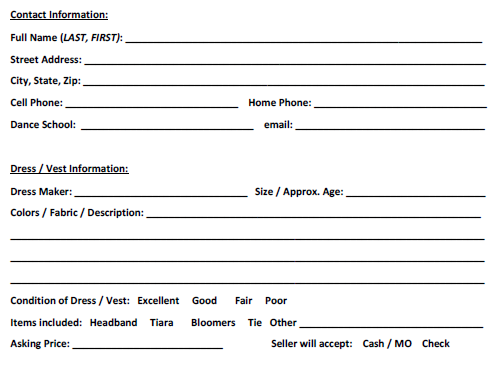 Contact Information:
Full Name (LAST, FIRST):
Street Address:
City, State, Zip:
Cell Phone: Home Phone:
Dance School: email:
Dress / Vest Information:
Dress Maker: Size / Approx. Age:
Colors / Fabric / Description:
Condition of Dress / Vest: Excellent Good Fair Poor
Items included: Headband Tiara Bloomers Tie Other
Asking Price: Seller will accept: Cash / MO Check